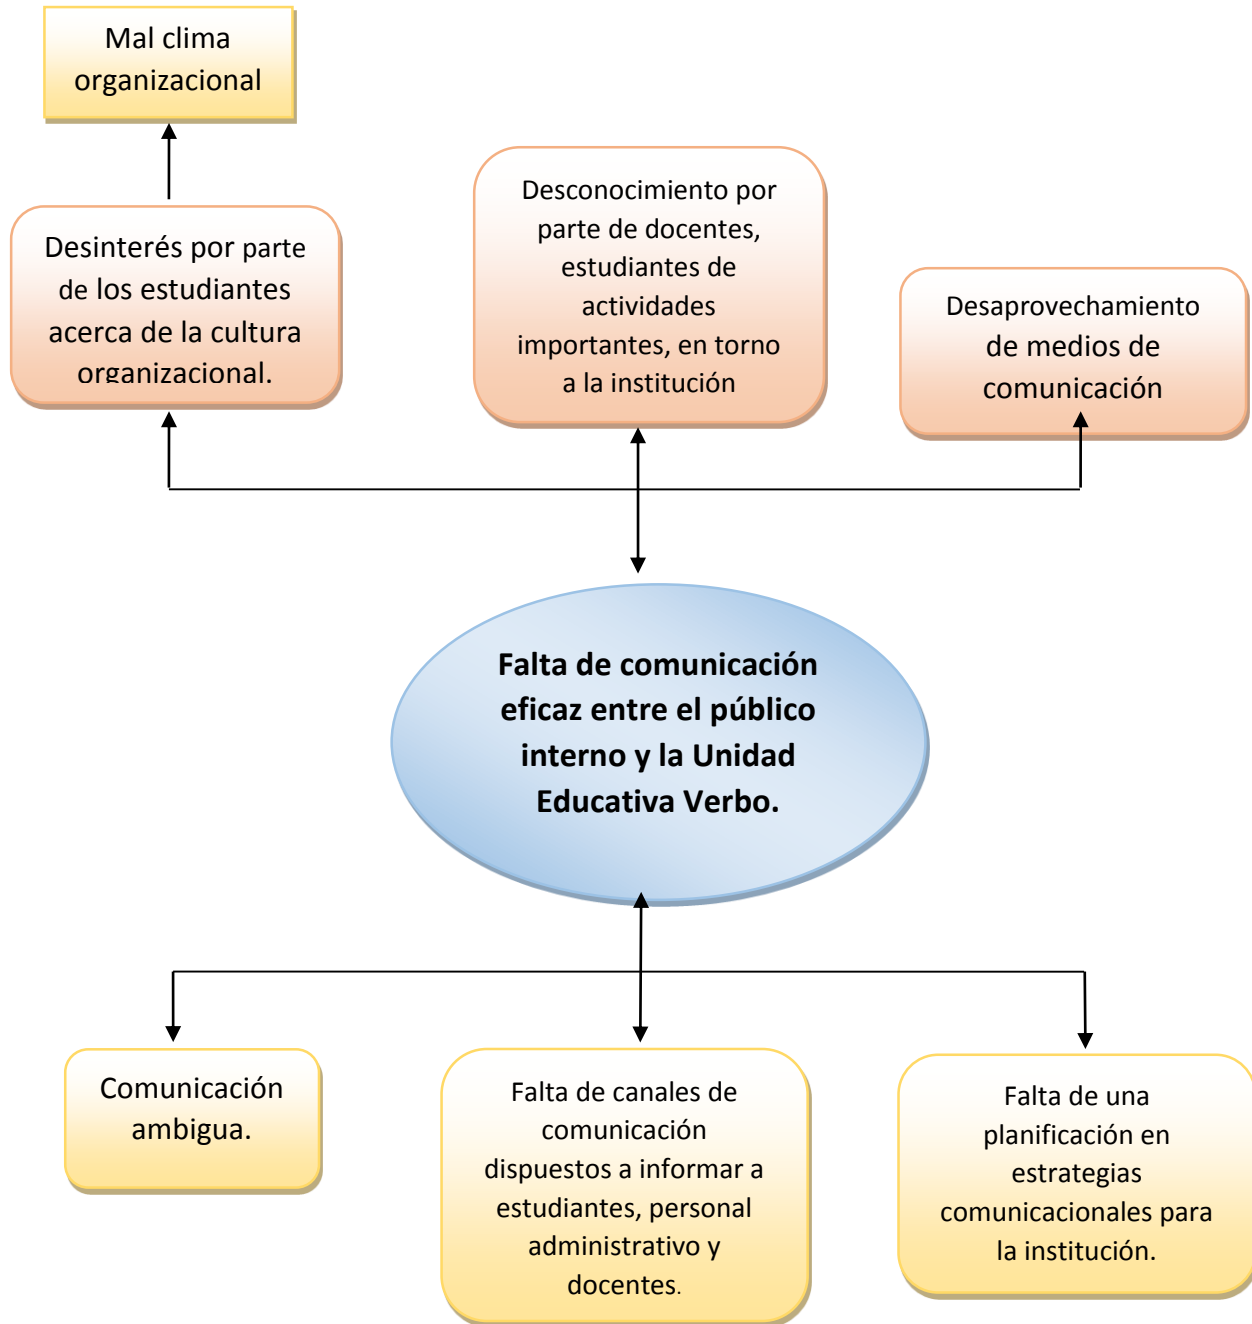 Mal clima
organizacional
Desinterés por parte
de los estudiantes
acerca de la cultura
organizacional.
Desconocimiento por
parte de docentes,
estudiantes de
actividades
importantes, en torno
a la institución
Desaprovechamiento
de medios de
comunicación
Falta de comunicación
eficaz entre el público
interno y la Unidad
Educativa Verbo.
Comunicación
ambigua.
Falta de canales de
comunicación
dispuestos a informar a
estudiantes, personal
administrativo y
docentes.
Falta de una
planificación en
estrategias
comunicacionales para
la institución.